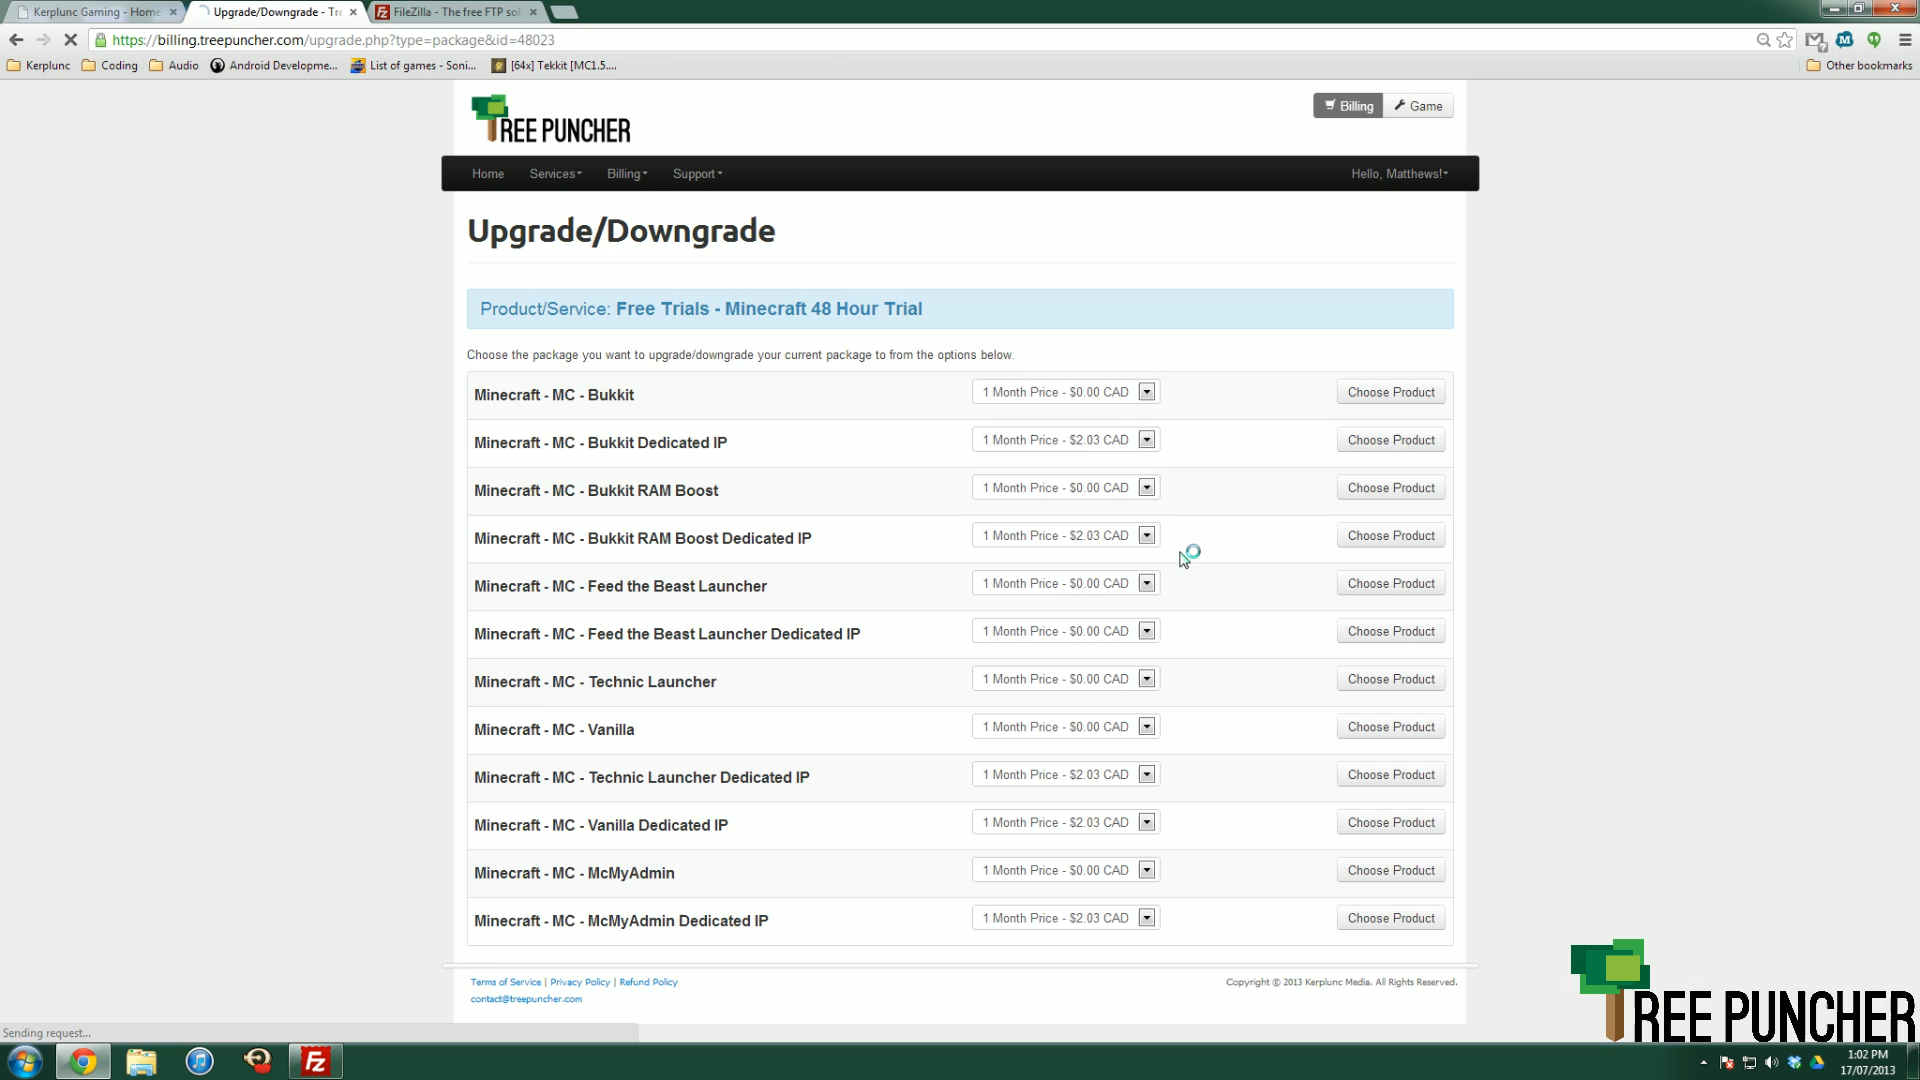 Kerplunc Gaming - Home
Upgrade/Downgrade - Tre
FileZilla - The free FTP sol
https://billing.treepuncher.com/upgrade.php?type=package&id=48023
Kerplunc
Coding
Audio
Android Developme...
List of games - Soni...
[64x] Tekkit [MC1.5....
Other bookmarks
REE PUNCHER
Billing
Game
Home
Services
Billing
Support
Hello, Matthews!
Upgrade/Downgrade
Product/Service: Free Trials - Minecraft 48 Hour Trial
Choose the package you want to upgrade/downgrade your current package to from the options below.
Minecraft - MC - Bukkit 1 Month Price - $0.00 CAD Choose Product
Minecraft - MC - Bukkit Dedicated IP 1 Month Price - $2.03 CAD Choose Product
Minecraft - MC - Bukkit RAM Boost 1 Month Price - $0.00 CAD Choose Product
Minecraft - MC - Bukkit RAM Boost Dedicated IP 1 Month Price - $2.03 CAD Choose Product
Minecraft - MC - Feed the Beast Launcher 1 Month Price - $0.00 CAD Choose Product
Minecraft - MC - Feed the Beast Launcher Dedicated IP 1 Month Price - $0.00 CAD Choose Product
Minecraft - MC - Technic Launcher 1 Month Price - $0.00 CAD Choose Product
Minecraft - MC - Vanilla 1 Month Price - $0.00 CAD Choose Product
Minecraft - MC - Technic Launcher Dedicated IP 1 Month Price - $2.03 CAD Choose Product
Minecraft - MC - Vanilla Dedicated IP 1 Month Price - $2.03 CAD Choose Product
Minecraft - MC - McMyAdmin 1 Month Price - $0.00 CAD Choose Product
Minecraft - MC - McMyAdmin Dedicated IP 1 Month Price - $2.03 CAD Choose Product
Terms of Service | Privacy Policy | Refund Policy
Copyright © 2013 Kerplunc Media. All Rights Reserved.
contact@treepuncher.com
REE PUNCHER
Sending request...
Fz
1:02 PM
17/07/2013